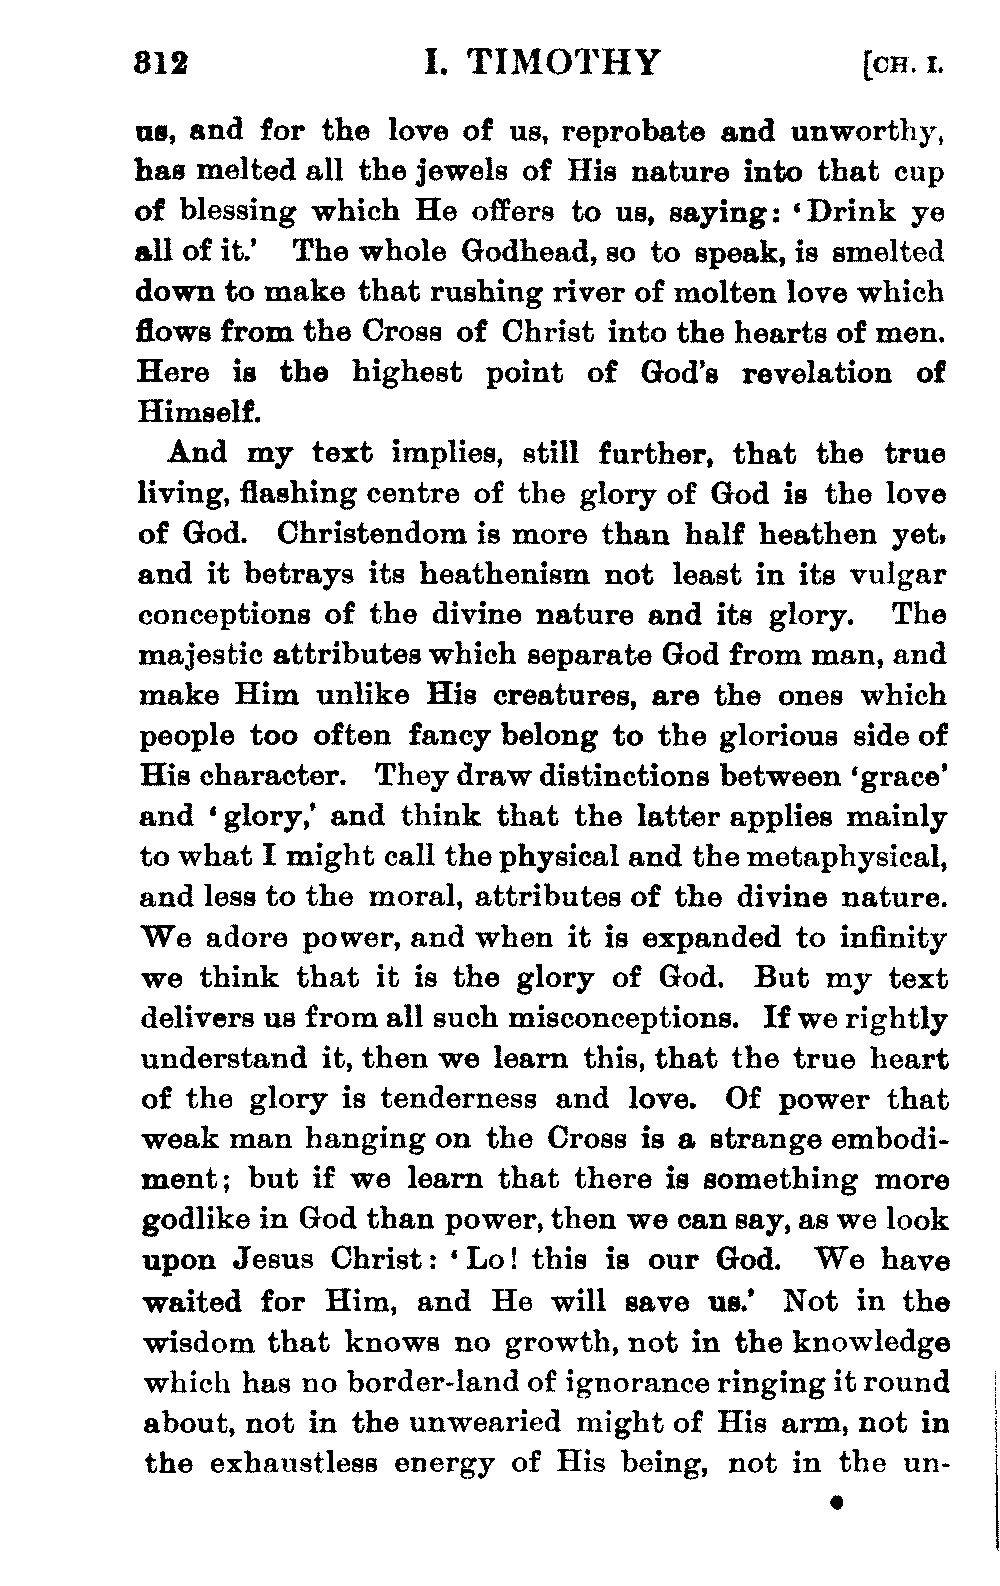 312 I. TIMOTHY [CH. I.
us, and for the love of us, reprobate and unworthy,
has melted all the jewels of His nature into that cup
of blessing which He offers to us, saying: ‘Drink ye
all of it.’ The whole Godhead, so to speak, is smelted
down to make that rushing river of molten love which
flows from the Cross of Christ into the hearts of men.
Here is the highest point of God’s revelation of
Himself.
And my text implies, still further, that the true
living, flashing centre of the glory of God is the love
of God. Christendom is more than half heathen yet,
and it betrays its heathenism not least in its vulgar
conceptions of the divine nature and its glory. The
majestic attributes which separate God from man, and
make Him unlike His creatures, are the ones which
people too often fancy belong to the glorious side of
His character. They draw distinctions between ‘grace’
and ‘glory,’ and think that the latter applies mainly
to what I might call the physical and the metaphysical,
and less to the moral, attributes of the divine nature.
We adore power, and when it is expanded to infinity
we think that it is the glory of God. But my text
delivers us from all such misconceptions. If we rightly
understand it, then we learn this, that the true heart
of the glory is tenderness and love. Of power that
weak man hanging on the Cross is a strange embodi-
ment; but if we learn that there is something more
godlike in God than power, then we can say, as we look
upon Jesus Christ: ‘Lo! this is our God. We have
waited for Him, and He will save us.’ Not in the
wisdom that knows no growth, not in the knowledge
which has no border-land of ignorance ringing it round
about, not in the unwearied might of His arm, not in
the exhaustless energy of His being, not in the un-